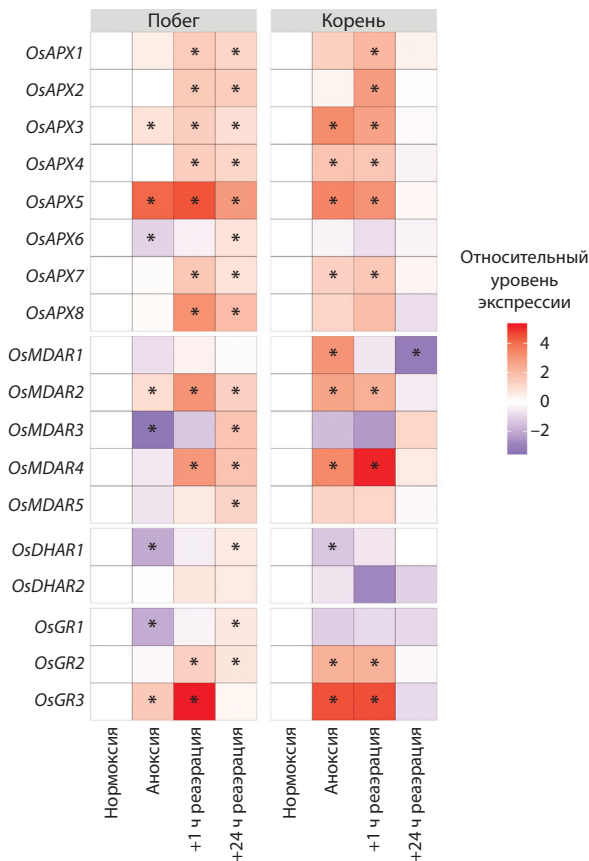 Побег Корень
OsAPX1
OsAPX2
OsAPX3
OsAPX4
OsAPX5
OsAPX6
OsAPX7
OsAPX8
OsMDAR1
OsMDAR2
OsMDAR3
OsMDAR4
OsMDAR5
OsDHAR1
OsDHAR2
OsGR1
OsGR2
OsGR3
Нормоксия
Аноксия
+1 ч реаэрация
+24 ч реаэрация
Нормоксия
Аноксия
+1 ч реаэрация
+24 ч реаэрация
Относительный
уровень
экспрессии
4
2
0
−2